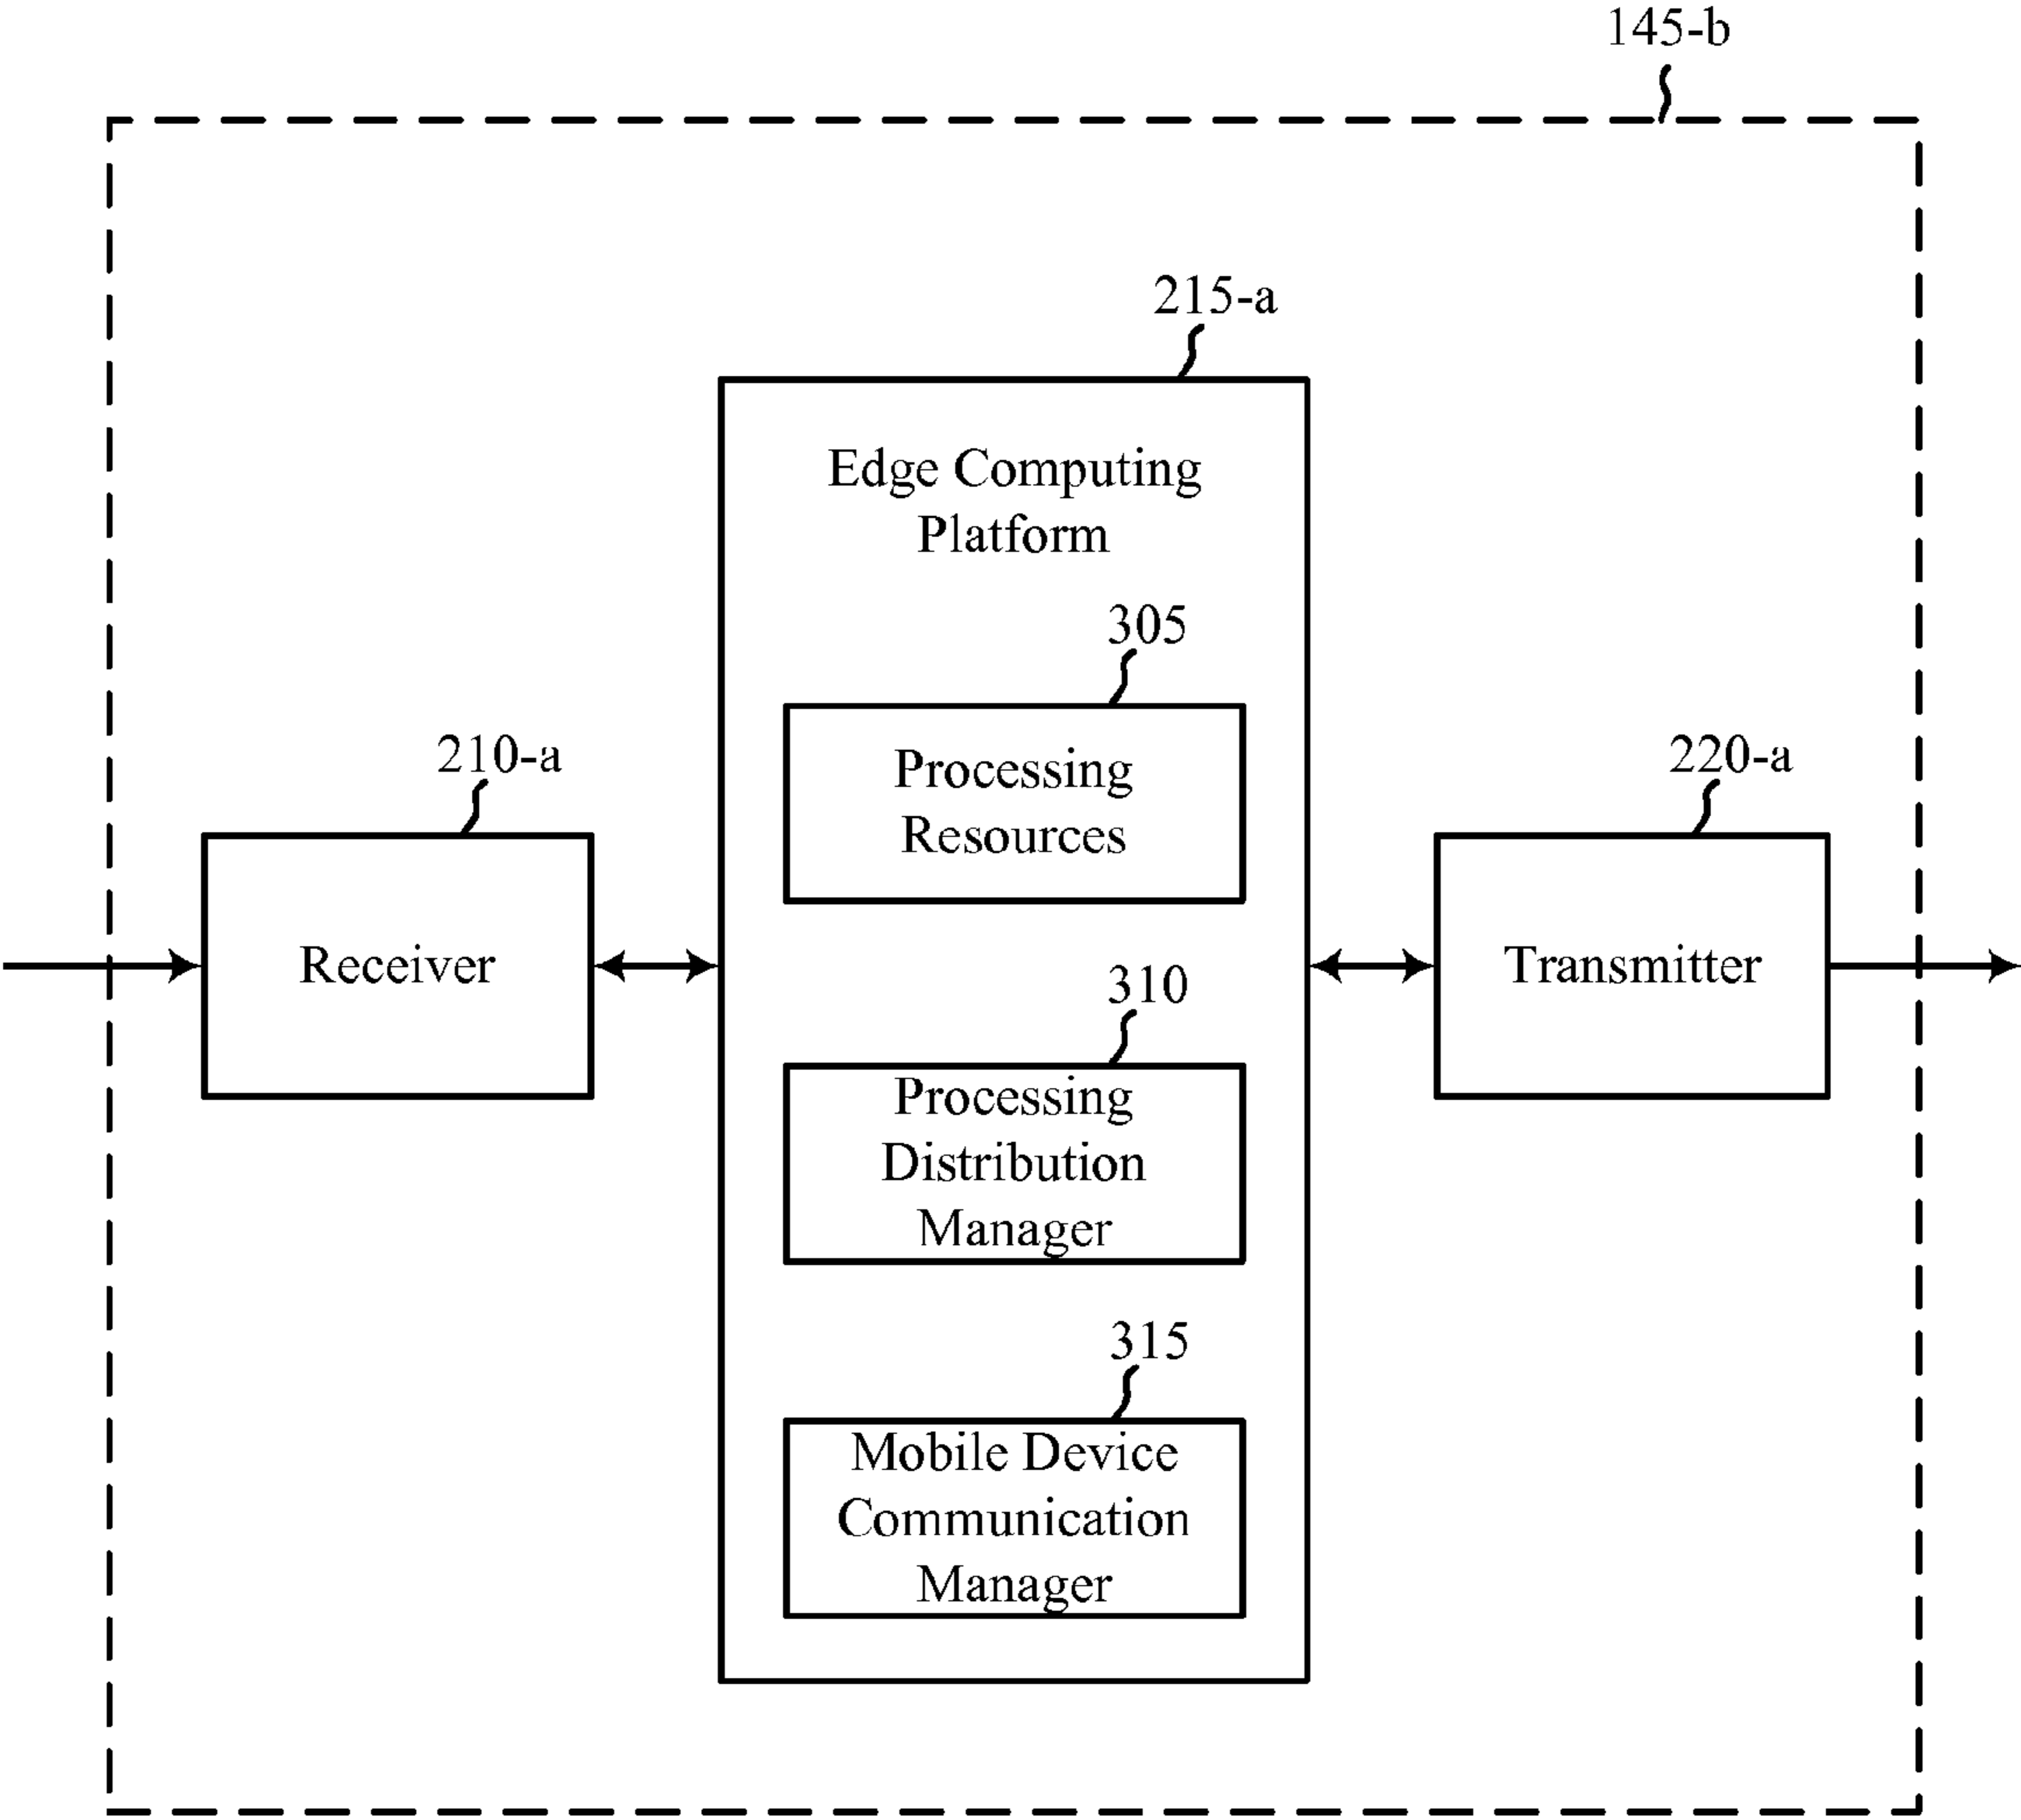 145-b
215-a
Edge Computing
Platform
305
Processing
Resources
210-a
Receiver
220-a
Transmitter
310
Processing
Distribution
Manager
315
Mobile Device
Communication
Manager